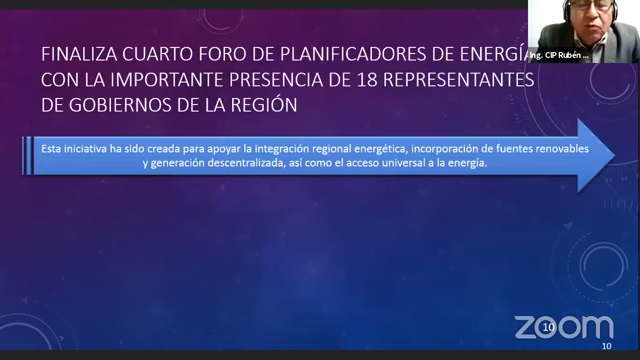 FINALIZA CUARTO FORO DE PLANIFICADORES DE ENERGÍA
CON LA IMPORTANTE PRESENCIA DE 18 REPRESENTANTES
DE GOBIERNOS DE LA REGIÓN
Ing. CIP Rubén ...
Esta iniciativa ha sido creada para apoyar la integración regional energética, incorporación de fuentes renovables
y generación descentralizada, así como el acceso universal a la energía.
zoom
10
10